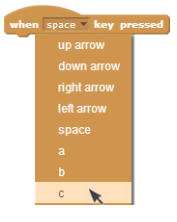 when space key pressed
up arrow
down arrow
right arrow
left arrow
space
a
b
c